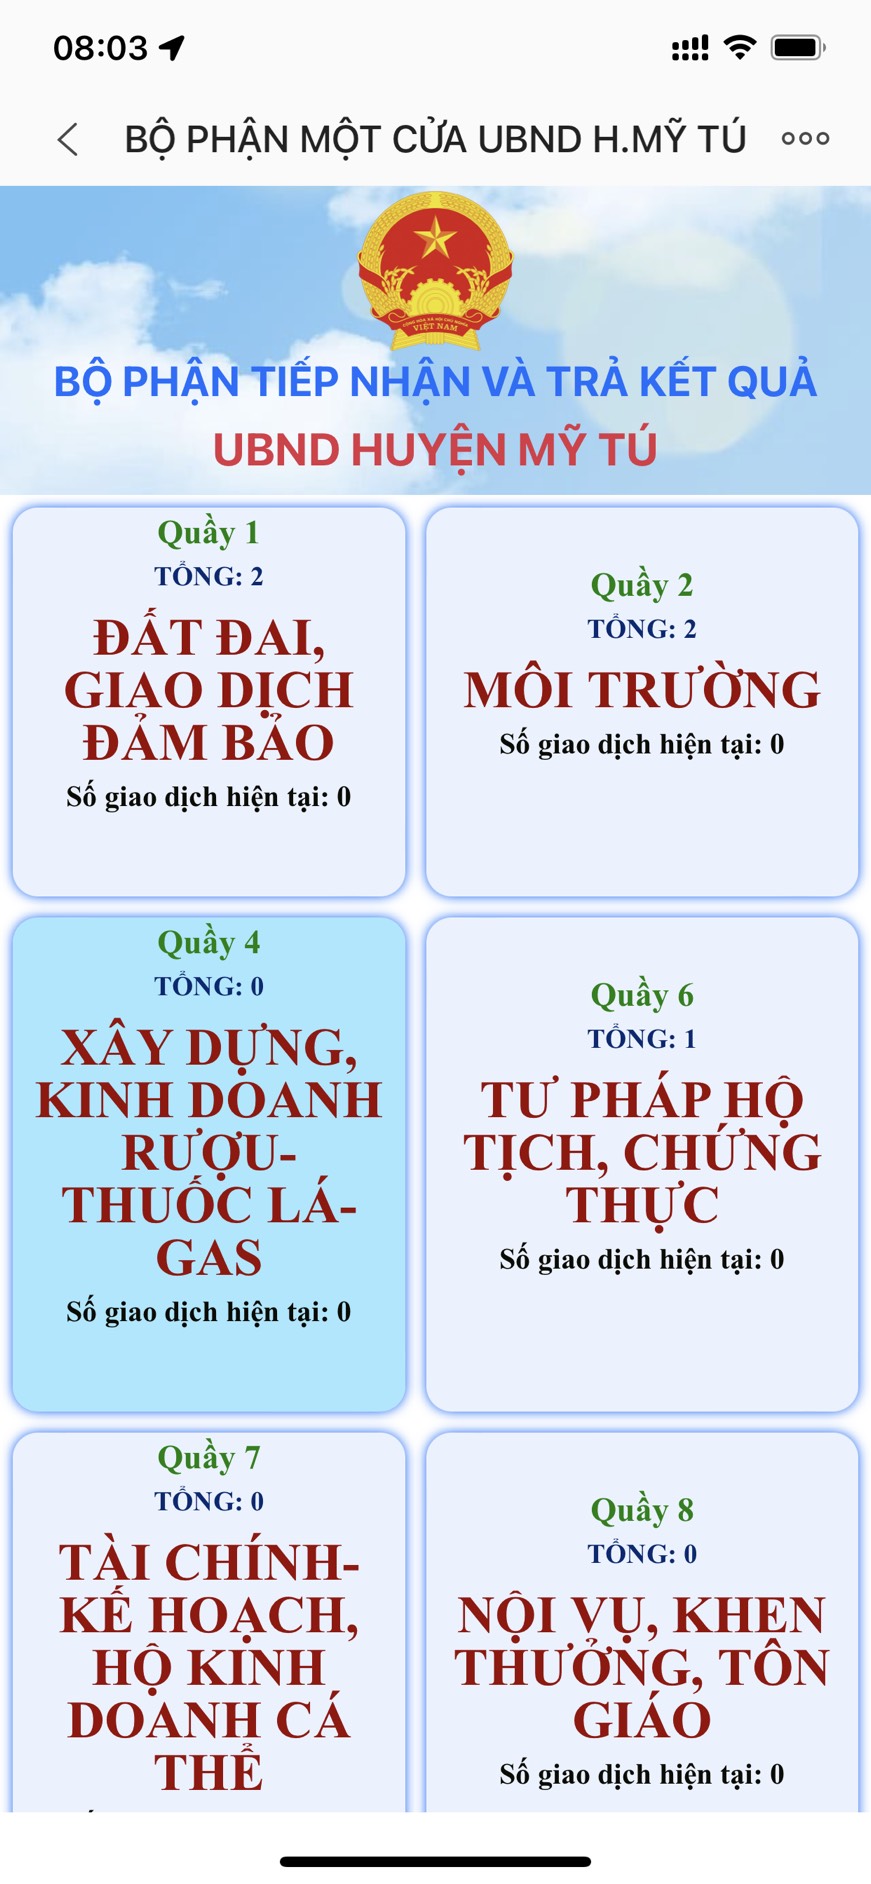 08:03
BỘ PHẬN MỘT CỬA UBND H.MỸ TÚ
VIỆT NAM
BỘ PHẬN TIẾP NHẬN VÀ TRẢ KẾT QUẢ
UBND HUYỆN MỸ TÚ
Quầy 1
TỔNG: 2
ĐẤT ĐAI,
GIAO DỊCH
ĐẢM BẢO
Số giao dịch hiện tại: 0
Quầy 2
TỔNG: 2
MÔI TRƯỜNG
Số giao dịch hiện tại: 0
Quầy 4
TỔNG: 0
XÂY DỰNG,
KINH DOANH
RƯỢU-
THUỐC LÁ-
GAS
Số giao dịch hiện tại: 0
Quầy 6
TỔNG: 1
TƯ PHÁP HỘ
TỊCH, CHỨNG
THỰC
Số giao dịch hiện tại: 0
Quầy 7
TỔNG: 0
TÀI CHÍNH-
KẾ HOẠCH,
HỘ KINH
DOANH CÁ
THỂ
Quầy 8
TỔNG: 0
NỘI VỤ, KHEN
THƯỞNG, TÔN
GIÁO
Số giao dịch hiện tại: 0